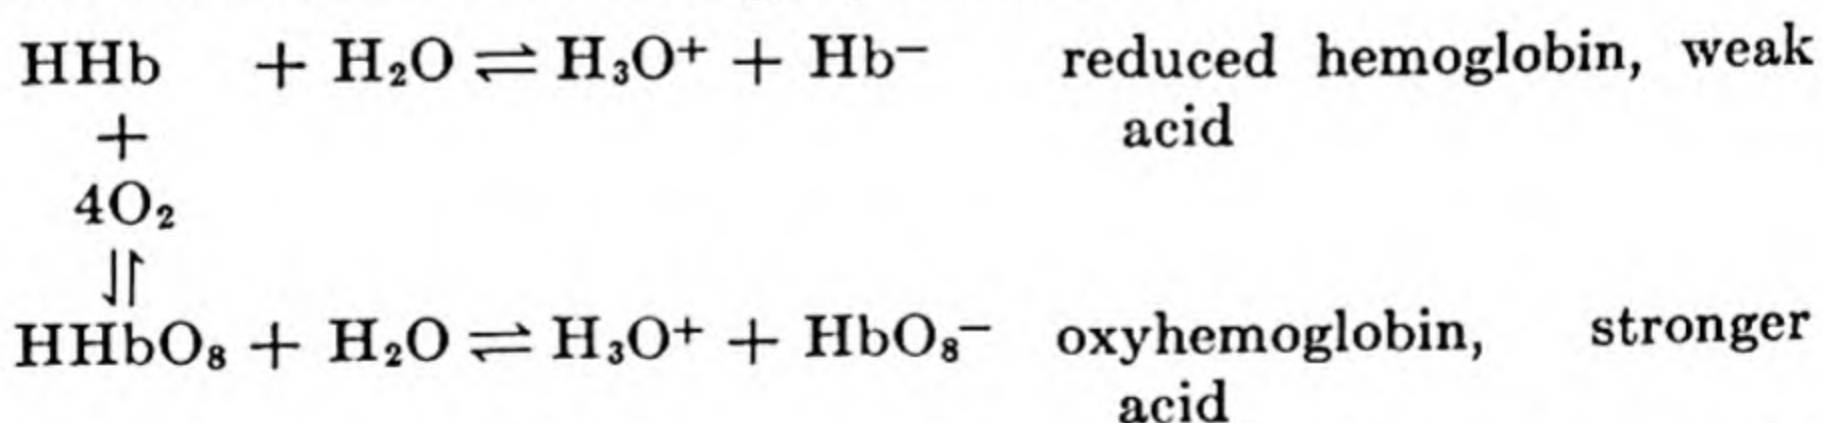 HHb + H₂O ⇌ H₃O⁺ + Hb⁻ reduced hemoglobin, weak
+ acid
4O₂
⇌
HHbO₈ + H₂O ⇌ H₃O⁺ + HbO₈⁻ oxyhemoglobin, stronger
acid